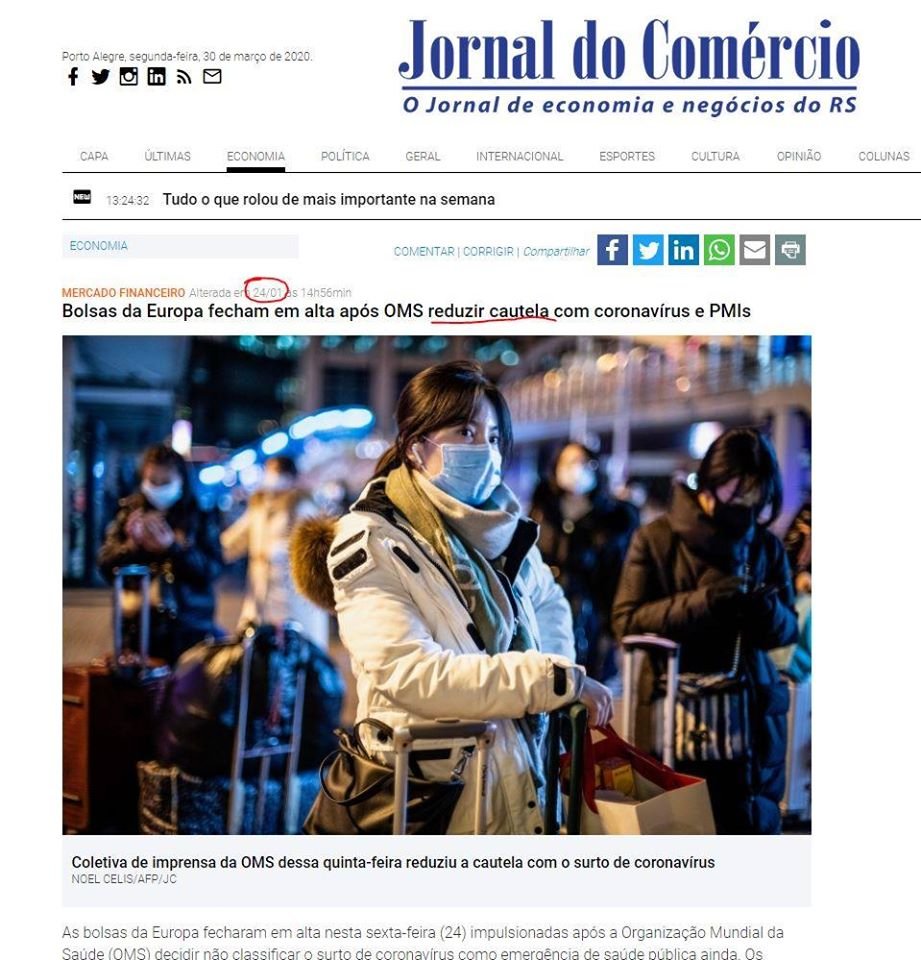 Porto Alegre, segunda-feira, 30 de março de 2020.
Jornal do Comércio
O Jornal de economia e negócios do RS
CAPA ÚLTIMAS ECONOMIA POLÍTICA GERAL INTERNACIONAL ESPORTES CULTURA OPINIÃO COLUNAS
NEW 13:24:32 Tudo o que rolou de mais importante na semana
ECONOMIA
COMENTAR | CORRIGIR | Compartilhar
MERCADO FINANCEIRO Alterada em 24/01 às 14h56min
Bolsas da Europa fecham em alta após OMS reduzir cautela com coronavírus e PMIs
Coletiva de imprensa da OMS dessa quinta-feira reduziu a cautela com o surto de coronavírus
NOEL CELIS/AFP/JC
As bolsas da Europa fecharam em alta nesta sexta-feira (24) impulsionadas após a Organização Mundial da
Saúde (OMS) decidir não classificar o surto de coronavírus como emergência de saúde pública ainda. Os